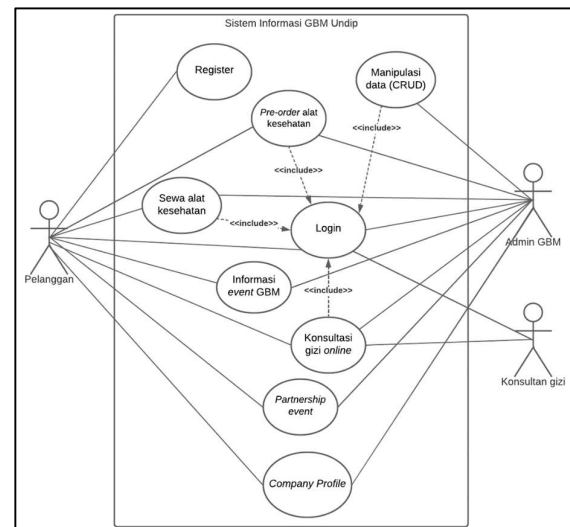 Sistem Informasi GBM Undip
Register
Manipulasi
data (CRUD)
Pre-order alat
kesehatan
<<include>>
<<include>>
Sewa alat
kesehatan
<<include>>
Login
Pelanggan
Admin GBM
Informasi
event GBM
<<include>>
Konsultasi
gizi online
Konsultan gizi
Partnership
event
Company Profile